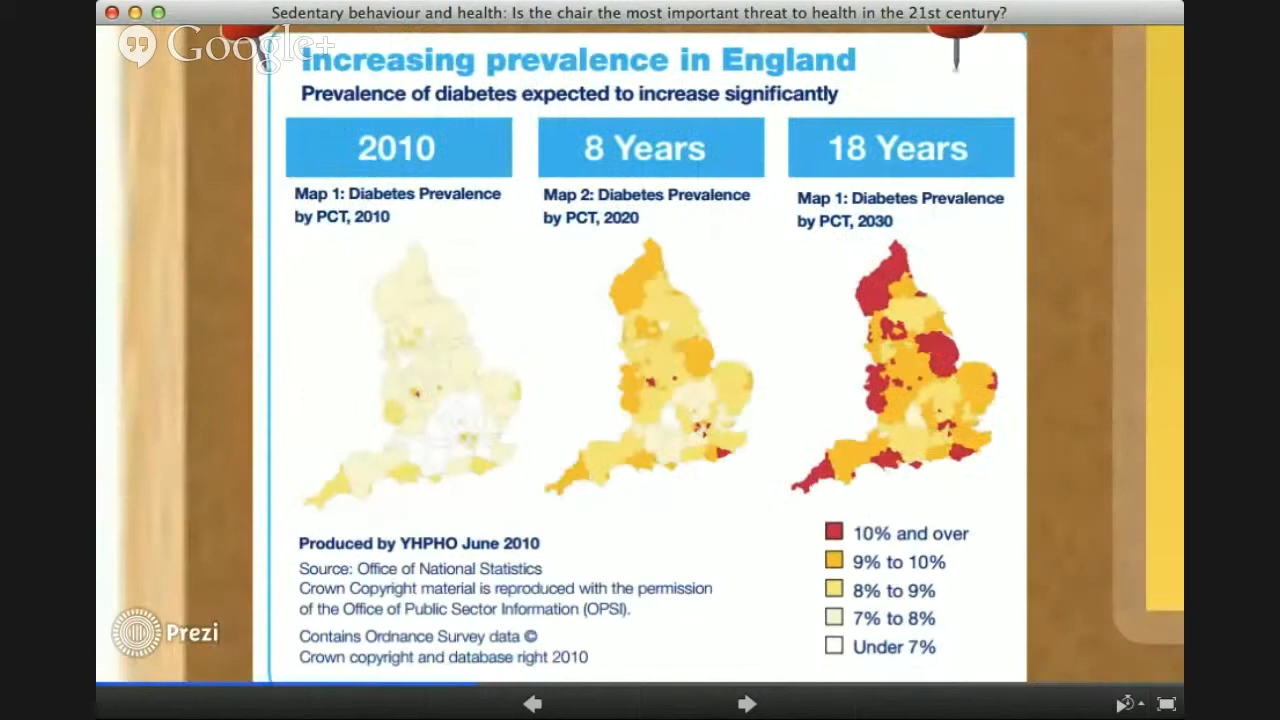 Sedentary behaviour and health: Is the chair the most important threat to health in the 21st century?
Google+
Increasing prevalence in England
Prevalence of diabetes expected to increase significantly
2010
8 Years
18 Years
Map 1: Diabetes Prevalence
by PCT, 2010
Map 2: Diabetes Prevalence
by PCT, 2020
Map 1: Diabetes Prevalence
by PCT, 2030
Produced by YHPHO June 2010
Source: Office of National Statistics
Crown Copyright material is reproduced with the permission
of the Office of Public Sector Information (OPSI).
Contains Ordnance Survey data ©
Crown copyright and database right 2010
10% and over
9% to 10%
8% to 9%
7% to 8%
Under 7%
Prezi